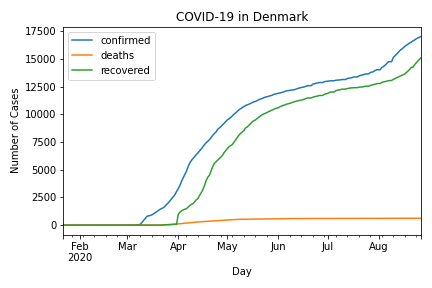 COVID-19 in Denmark
17500
15000
12500
10000
7500
5000
2500
0
Number of Cases
confirmed
deaths
recovered
Feb Mar Apr May Jun Jul Aug
2020
Day